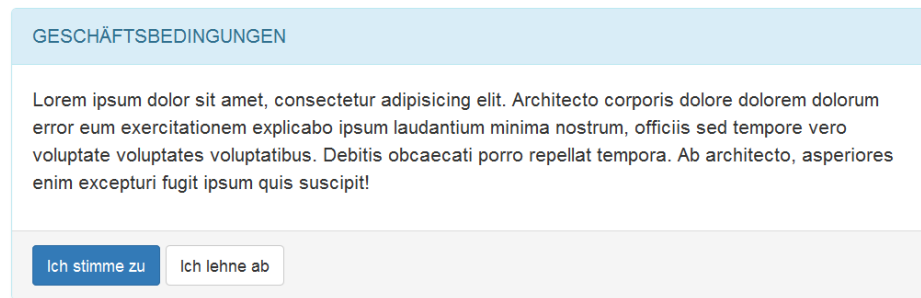 GESCHÄFTSBEDINGUNGEN
Lorem ipsum dolor sit amet, consectetur adipisicing elit. Architecto corporis dolore dolorem dolorum
error eum exercitationem explicabo ipsum laudantium minima nostrum, officiis sed tempore vero
voluptate voluptates voluptatibus. Debitis obcaecati porro repellat tempora. Ab architecto, asperiores
enim excepturi fugit ipsum quis suscipit!
Ich stimme zu Ich lehne ab